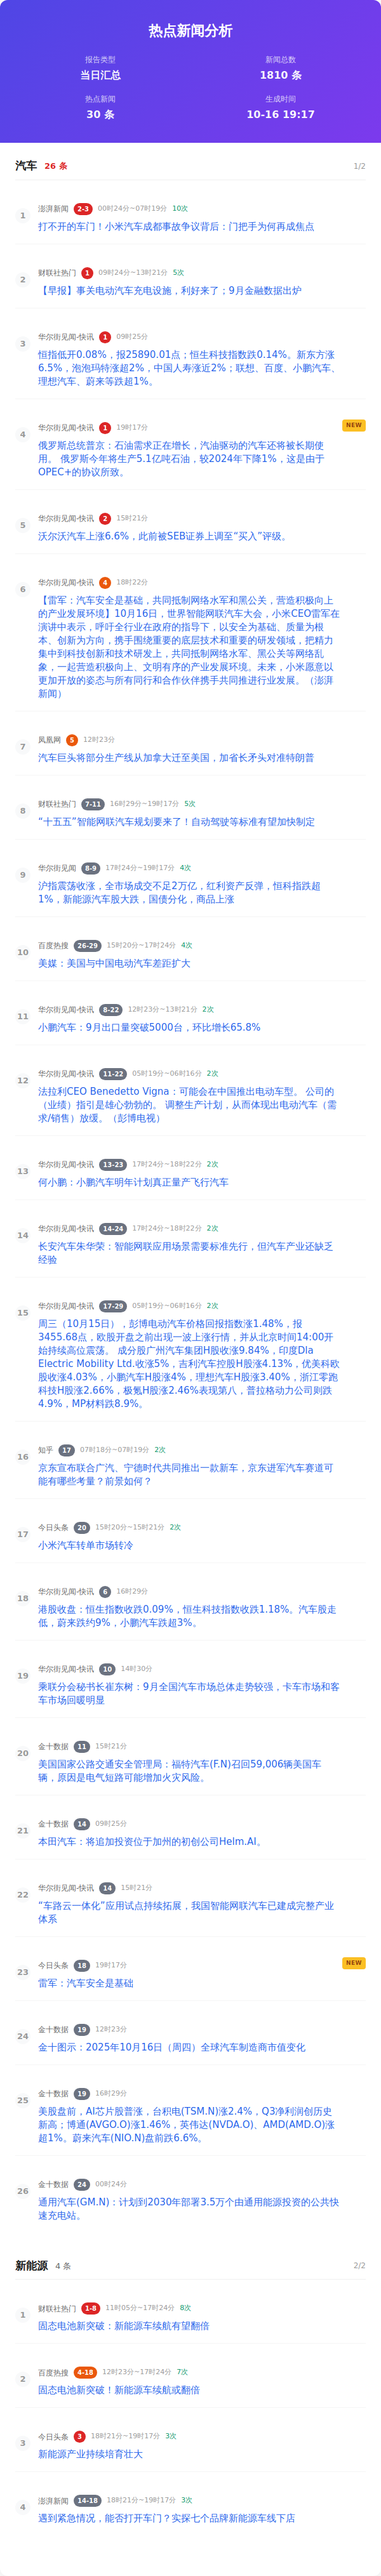 热点新闻分析
报告类型
当日汇总
新闻总数
1810 条
热点新闻
30 条
生成时间
10-16 19:17
汽车 26 条 1/2
1
澎湃新闻 2-3 00时24分~07时19分 10次
打不开的车门！小米汽车成都事故争议背后：门把手为何再成焦点
2
财联社热门 1 09时24分~13时21分 5次
【早报】事关电动汽车充电设施，利好来了；9月金融数据出炉
3
华尔街见闻-快讯 1 09时25分
恒指低开0.08%，报25890.01点；恒生科技指数跌0.14%。新东方涨
6.5%，泡泡玛特涨超2%，中国人寿涨近2%；联想、百度、小鹏汽车、
理想汽车、蔚来等跌超1%。
4
华尔街见闻-快讯 1 19时17分
NEW
俄罗斯总统普京：石油需求正在增长，汽油驱动的汽车还将被长期使
用。 俄罗斯今年将生产5.1亿吨石油，较2024年下降1%，这是由于
OPEC+的协议所致。
5
华尔街见闻-快讯 2 15时21分
沃尔沃汽车上涨6.6%，此前被SEB证券上调至“买入”评级。
6
华尔街见闻-快讯 4 18时22分
【雷军：汽车安全是基础，共同抵制网络水军和黑公关，营造积极向上
的产业发展环境】10月16日，世界智能网联汽车大会，小米CEO雷军在
演讲中表示，呼吁全行业在政府的指导下，以安全为基础、质量为根
本、创新为方向，携手围绕重要的底层技术和重要的研发领域，把精力
集中到科技创新和技术研发上，共同抵制网络水军、黑公关等网络乱
象，一起营造积极向上、文明有序的产业发展环境。未来，小米愿意以
更加开放的姿态与所有同行和合作伙伴携手共同推进行业发展。（澎湃
新闻）
7
凤凰网 5 12时23分
汽车巨头将部分生产线从加拿大迁至美国，加省长矛头对准特朗普
8
财联社热门 7-11 16时29分~19时17分 5次
“十五五”智能网联汽车规划要来了！自动驾驶等标准有望加快制定
9
华尔街见闻 8-9 17时24分~19时17分 4次
沪指震荡收涨，全市场成交不足2万亿，红利资产反弹，恒科指跌超
1%，新能源汽车股大跌，国债分化，商品上涨
10
百度热搜 26-29 15时20分~17时24分 4次
美媒：美国与中国电动汽车差距扩大
11
华尔街见闻-快讯 8-22 12时23分~13时21分 2次
小鹏汽车：9月出口量突破5000台，环比增长65.8%
12
华尔街见闻-快讯 11-22 05时19分~06时16分 2次
法拉利CEO Benedetto Vigna：可能会在中国推出电动车型。 公司的
（业绩）指引是雄心勃勃的。 调整生产计划，从而体现出电动汽车（需
求/销售）放缓。（彭博电视）
13
华尔街见闻-快讯 13-23 17时24分~18时22分 2次
何小鹏：小鹏汽车明年计划真正量产飞行汽车
14
华尔街见闻-快讯 14-24 17时24分~18时22分 2次
长安汽车朱华荣：智能网联应用场景需要标准先行，但汽车产业还缺乏
经验
15
华尔街见闻-快讯 17-29 05时19分~06时16分 2次
周三（10月15日），彭博电动汽车价格回报指数涨1.48%，报
3455.68点，欧股开盘之前出现一波上涨行情，并从北京时间14:00开
始持续高位震荡。 成分股广州汽车集团H股收涨9.84%，印度Dla
Electric Mobility Ltd.收涨5%，吉利汽车控股H股涨4.13%，优美科欧
股收涨4.03%，小鹏汽车H股涨4%，理想汽车H股涨3.40%，浙江零跑
科技H股涨2.66%，极氪H股涨2.46%表现第八，普拉格动力公司则跌
4.9%，MP材料跌8.9%。
16
知乎 17 07时18分~07时19分 2次
京东宣布联合广汽、宁德时代共同推出一款新车，京东进军汽车赛道可
能有哪些考量？前景如何？
17
今日头条 20 15时20分~15时21分 2次
小米汽车转单市场转冷
18
华尔街见闻-快讯 6 16时29分
港股收盘：恒生指数收跌0.09%，恒生科技指数收跌1.18%。汽车股走
低，蔚来跌约9%，小鹏汽车跌超3%。
19
华尔街见闻-快讯 10 14时30分
乘联分会秘书长崔东树：9月全国汽车市场总体走势较强，卡车市场和客
车市场回暖明显
20
金十数据 11 15时21分
美国国家公路交通安全管理局：福特汽车(F.N)召回59,006辆美国车
辆，原因是电气短路可能增加火灾风险。
21
金十数据 14 09时25分
本田汽车：将追加投资位于加州的初创公司Helm.AI。
22
华尔街见闻-快讯 14 15时21分
“车路云一体化”应用试点持续拓展，我国智能网联汽车已建成完整产业
体系
23
今日头条 18 19时17分
NEW
雷军：汽车安全是基础
24
金十数据 19 12时23分
金十图示：2025年10月16日（周四）全球汽车制造商市值变化
25
金十数据 19 16时29分
美股盘前，AI芯片股普涨，台积电(TSM.N)涨2.4%，Q3净利润创历史
新高；博通(AVGO.O)涨1.46%，英伟达(NVDA.O)、AMD(AMD.O)涨
超1%。蔚来汽车(NIO.N)盘前跌6.6%。
26
金十数据 24 00时24分
通用汽车(GM.N)：计划到2030年部署3.5万个由通用能源投资的公共快
速充电站。
新能源 4 条 2/2
1
财联社热门 1-8 11时05分~17时24分 8次
固态电池新突破：新能源车续航有望翻倍
2
百度热搜 4-18 12时23分~17时24分 7次
固态电池新突破！新能源车续航或翻倍
3
今日头条 3 18时21分~19时17分 3次
新能源产业持续培育壮大
4
澎湃新闻 14-18 18时21分~19时17分 3次
遇到紧急情况，能否打开车门？实探七个品牌新能源车线下店